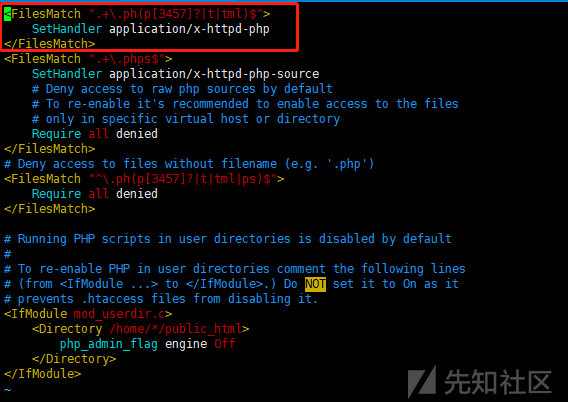 <FilesMatch ".+\.ph(p[3457]?|t|tml)$">
    SetHandler application/x-httpd-php
</FilesMatch>
<FilesMatch ".+\.phps$">
    SetHandler application/x-httpd-php-source
    # Deny access to raw php sources by default
    # To re-enable it's recommended to enable access to the files
    # only in specific virtual host or directory
    Require all denied
</FilesMatch>
# Deny access to files without filename (e.g. '.php')
<FilesMatch "^\.ph(p[3457]?|t|tml|ps)$">
    Require all denied
</FilesMatch>

# Running PHP scripts in user directories is disabled by default
#
# To re-enable PHP in user directories comment the following lines
# (from <IfModule ...> to </IfModule>.) Do NOT set it to On as it
# prevents .htaccess files from disabling it.
<IfModule mod_userdir.c>
    <Directory /home/*/public_html>
        php_admin_flag engine Off
    </Directory>
</IfModule>
~
先知社区